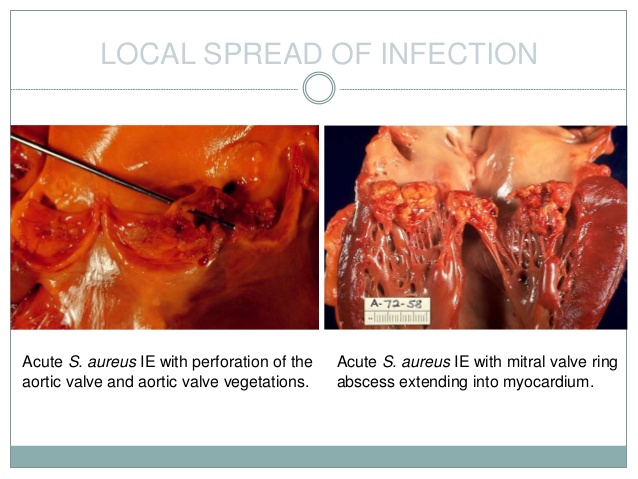 LOCAL SPREAD OF INFECTION
A-72-58
Acute S. aureus IE with perforation of the
aortic valve and aortic valve vegetations.
Acute S. aureus IE with mitral valve ring
abscess extending into myocardium.